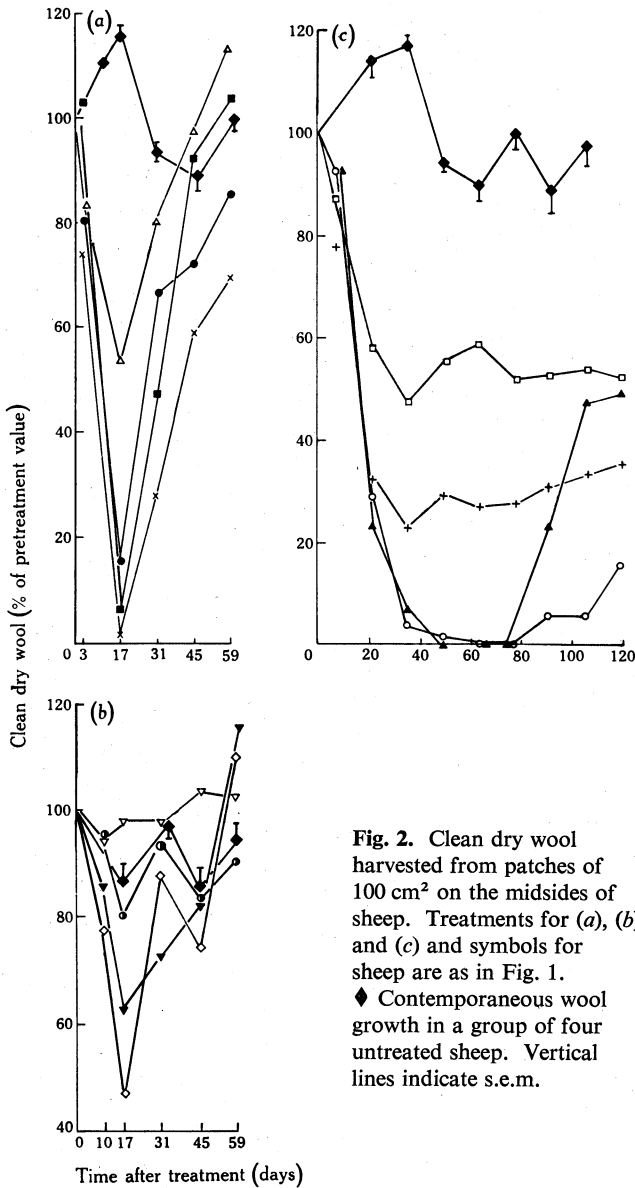 (a)
120
100
80
60
40
20
0 3 17 31 45 59
(c)
120
100
80
60
40
20
0 20 40 60 80 100 120
Clean dry wool (% of pretreatment value)
(b)
120
100
80
60
40
0 10 17 31 45 59
Time after treatment (days)
Fig. 2. Clean dry wool
harvested from patches of
100 cm² on the midsides of
sheep. Treatments for (a), (b)
and (c) and symbols for
sheep are as in Fig. 1.
◆ Contemporaneous wool
growth in a group of four
untreated sheep. Vertical
lines indicate s.e.m.